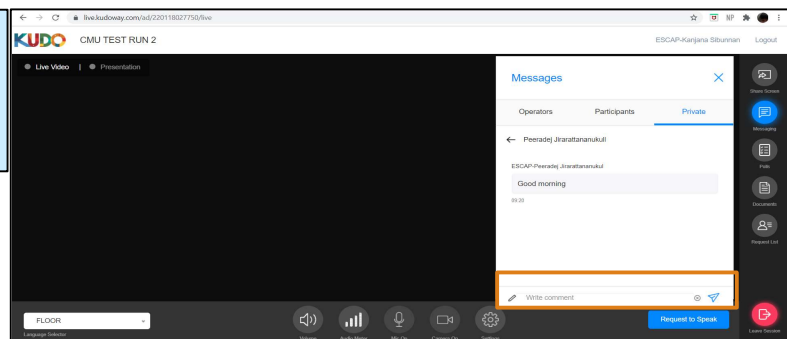 live.kudoway.com/ad/220118027750/live
NP
KUDO CMU TEST RUN 2
ESCAP-Kanjana Sibunnan Logout
Live Video | Presentation
Messages
Operators Participants Private
Peeradej Jirarattananukull
ESCAP-Peeradej Jirarattananukul
Good morning
09:20
Write comment
Share Screen
Messaging
Polls
Documents
Request List
FLOOR
Language Selector
Volume Audio Meter Mic On Camera On Settings
Request to Speak
Leave Session